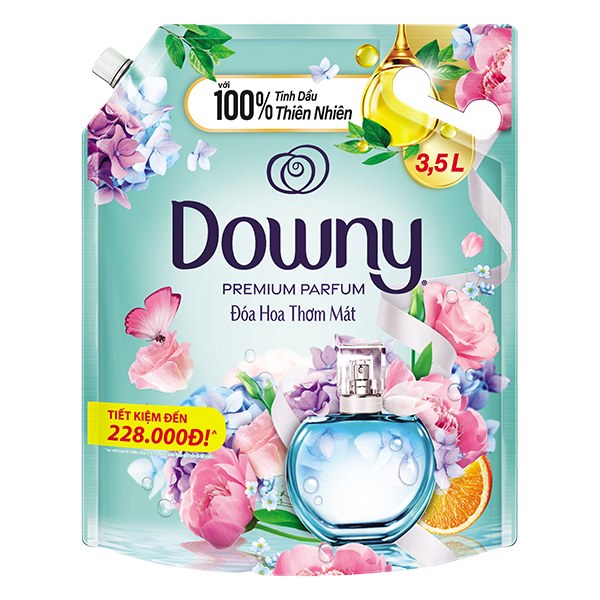 với
100% Tinh Dầu
Thiên Nhiên
3,5 L
Downy
PREMIUM PARFUM
Đóa Hoa Thơm Mát
TIẾT KIỆM ĐẾN
228.000Đ!^